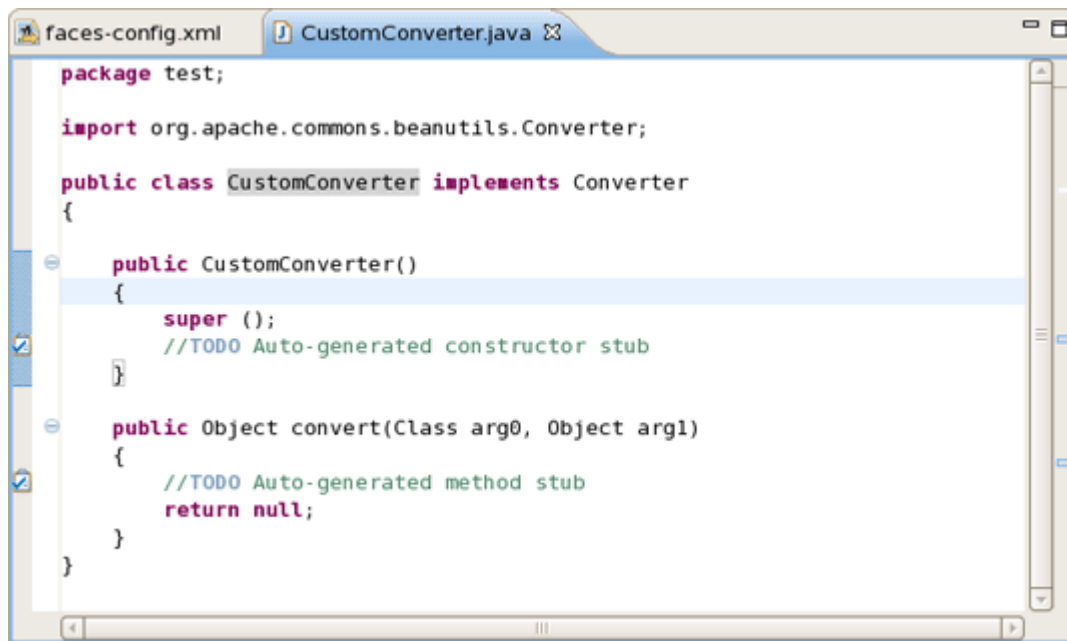 faces-config.xml CustomConverter.java
package test;
import org.apache.commons.beanutils.Converter;
public class CustomConverter implements Converter
{
public CustomConverter()
{
super ();
//TODO Auto-generated constructor stub
}
public Object convert(Class arg0, Object arg1)
{
//TODO Auto-generated method stub
return null;
}
}